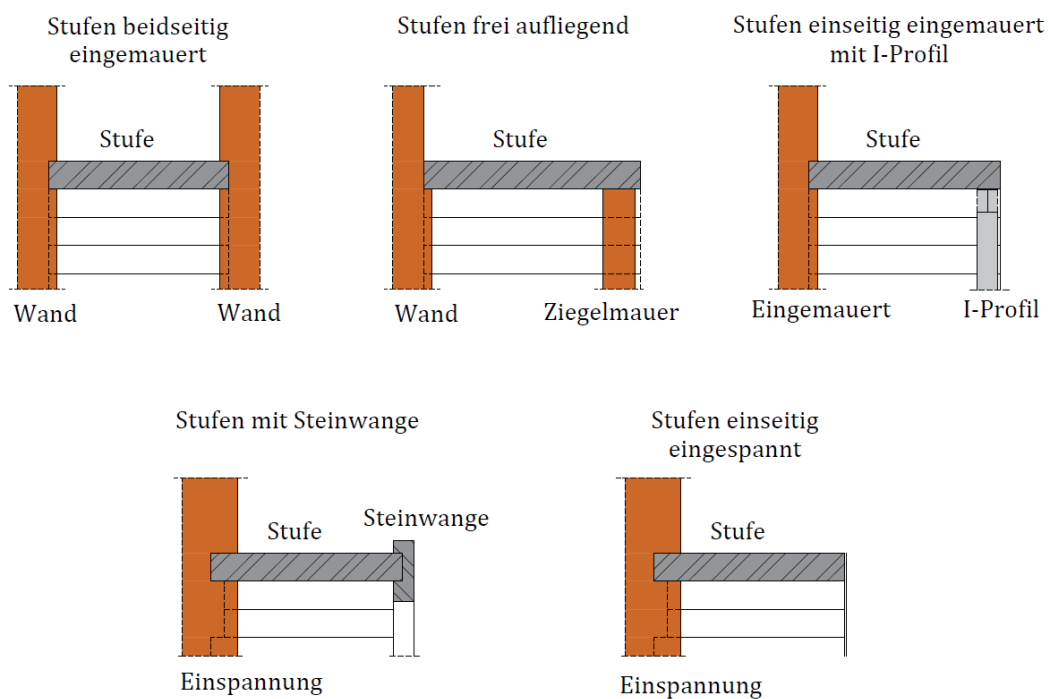 Stufen beidseitig
eingemauert
Stufe
Wand
Wand
Stufen frei aufliegend
Stufe
Wand
Ziegelmauer
Stufen einseitig eingemauert
mit I-Profil
Stufe
Eingemauert
I-Profil
Stufen mit Steinwange
Stufe
Steinwange
Einspannung
Stufen einseitig
eingespannt
Stufe
Einspannung